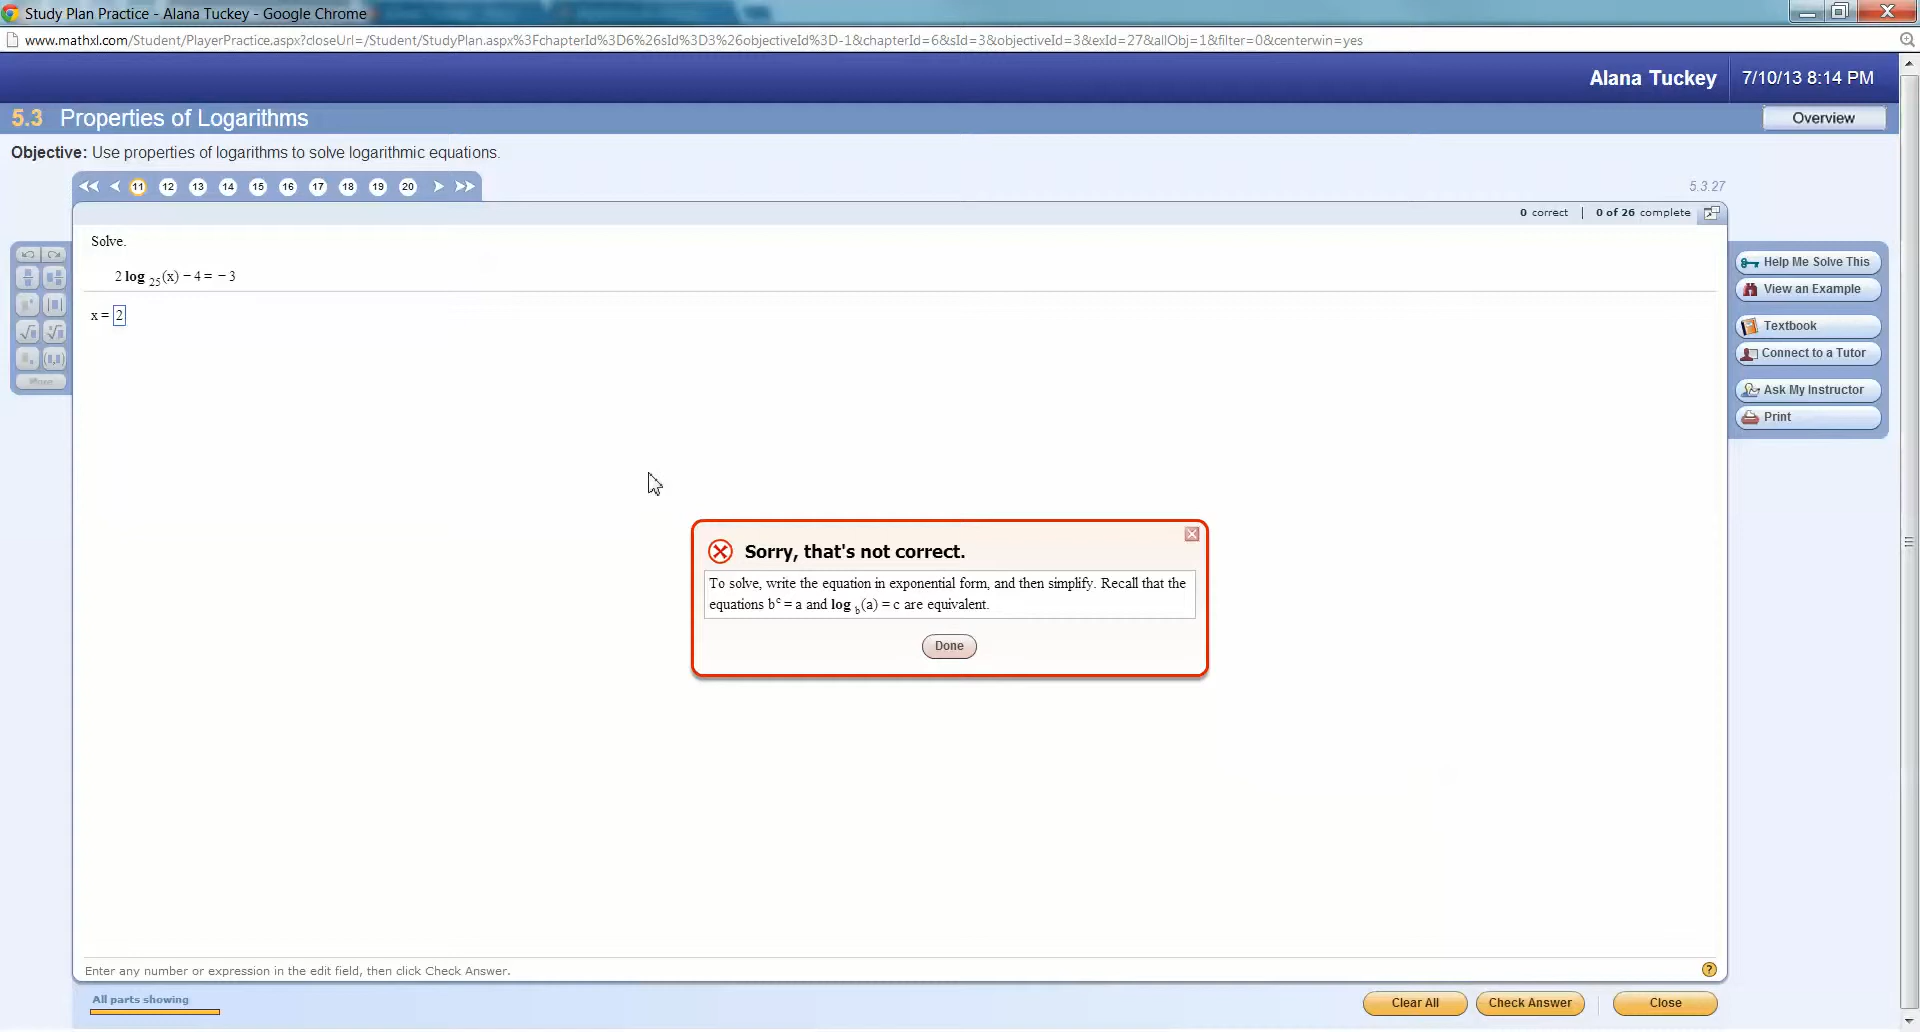 Study Plan Practice - Alana Tuckey - Google Chrome
www.mathxl.com/Student/PlayerPractice.aspx?closeUrl=/Student/StudyPlan.aspx%3FchapterId%3D6%26sId%3D3%26objectiveId%3D-1&chapterId=6&sId=3&objectiveId=3&exId=27&allObj=1&filter=0&centerwin=yes
Alana Tuckey 7/10/13 8:14 PM
5.3 Properties of Logarithms
Overview
Objective: Use properties of logarithms to solve logarithmic equations.
11 12 13 14 15 16 17 18 19 20
5.3.27
0 correct | 0 of 26 complete
Solve.
2 log 25(x) − 4 = − 3
x = 2
Help Me Solve This
View an Example
Textbook
Connect to a Tutor
Ask My Instructor
Print
More
Sorry, that's not correct.
To solve, write the equation in exponential form, and then simplify. Recall that the
equations b^c = a and log b(a) = c are equivalent.
Done
Enter any number or expression in the edit field, then click Check Answer.
?
All parts showing
Clear All
Check Answer
Close